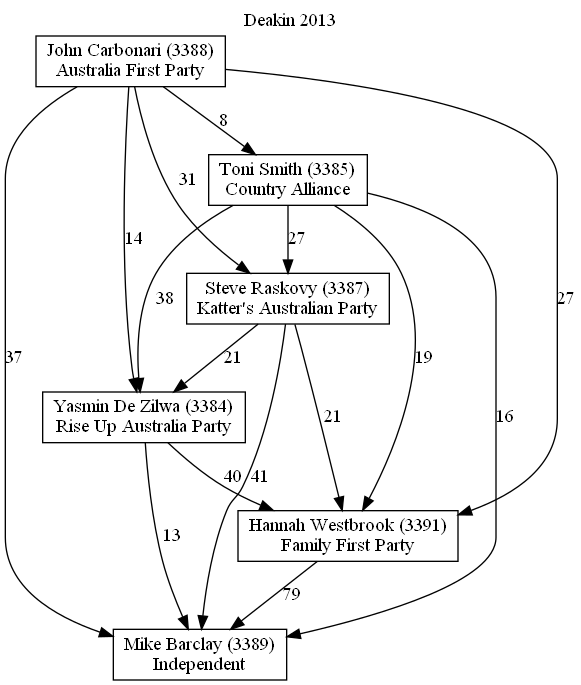 Deakin 2013
John Carbonari (3388)
Australia First Party
8
Toni Smith (3385)
Country Alliance
31
14
27
38
Steve Raskovy (3387)
Katter's Australian Party
27
37
21
19
Yasmin De Zilwa (3384)
Rise Up Australia Party
21
16
40
41
Hannah Westbrook (3391)
Family First Party
13
79
Mike Barclay (3389)
Independent